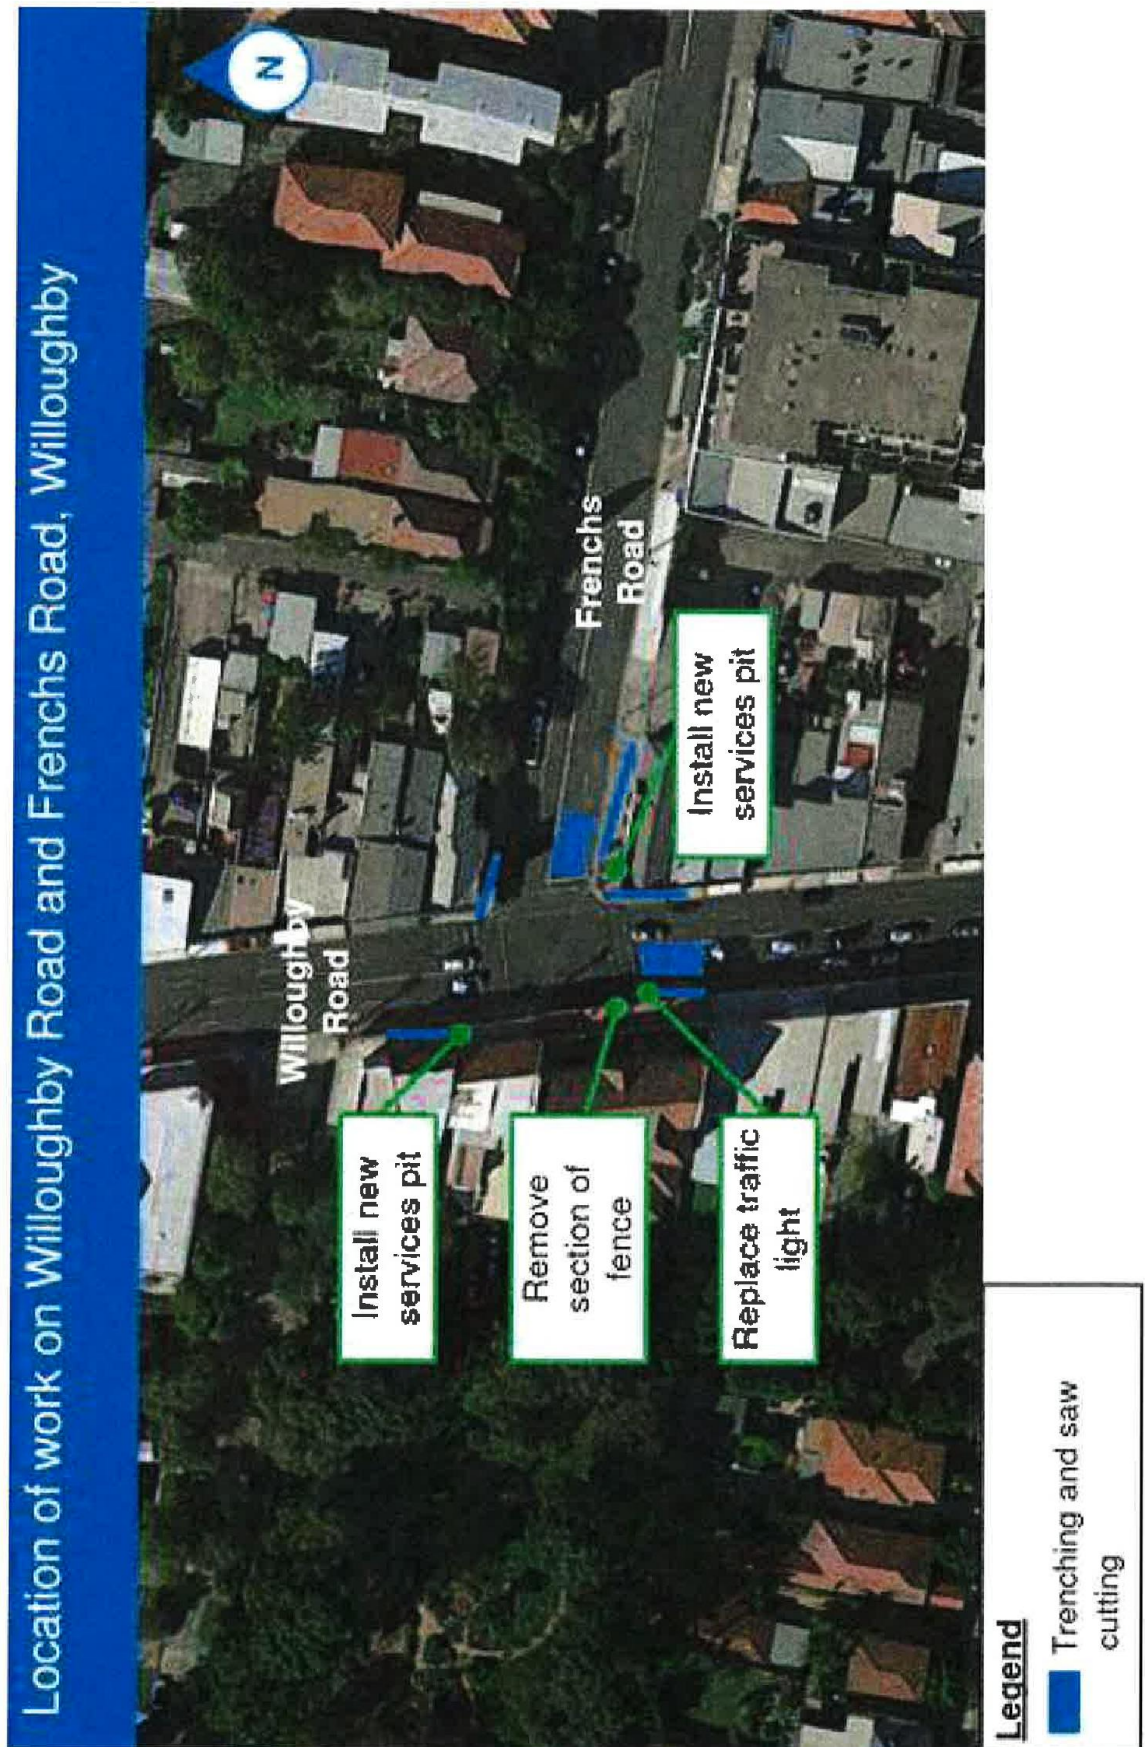 Location of work on Willoughby Road and Frenchs Road, Willoughby
N
Willoughby
Road
Frenchs
Road
Install new
services pit
Install new
services pit
Remove
section of
fence
Replace traffic
light
Legend
Trenching and saw
cutting